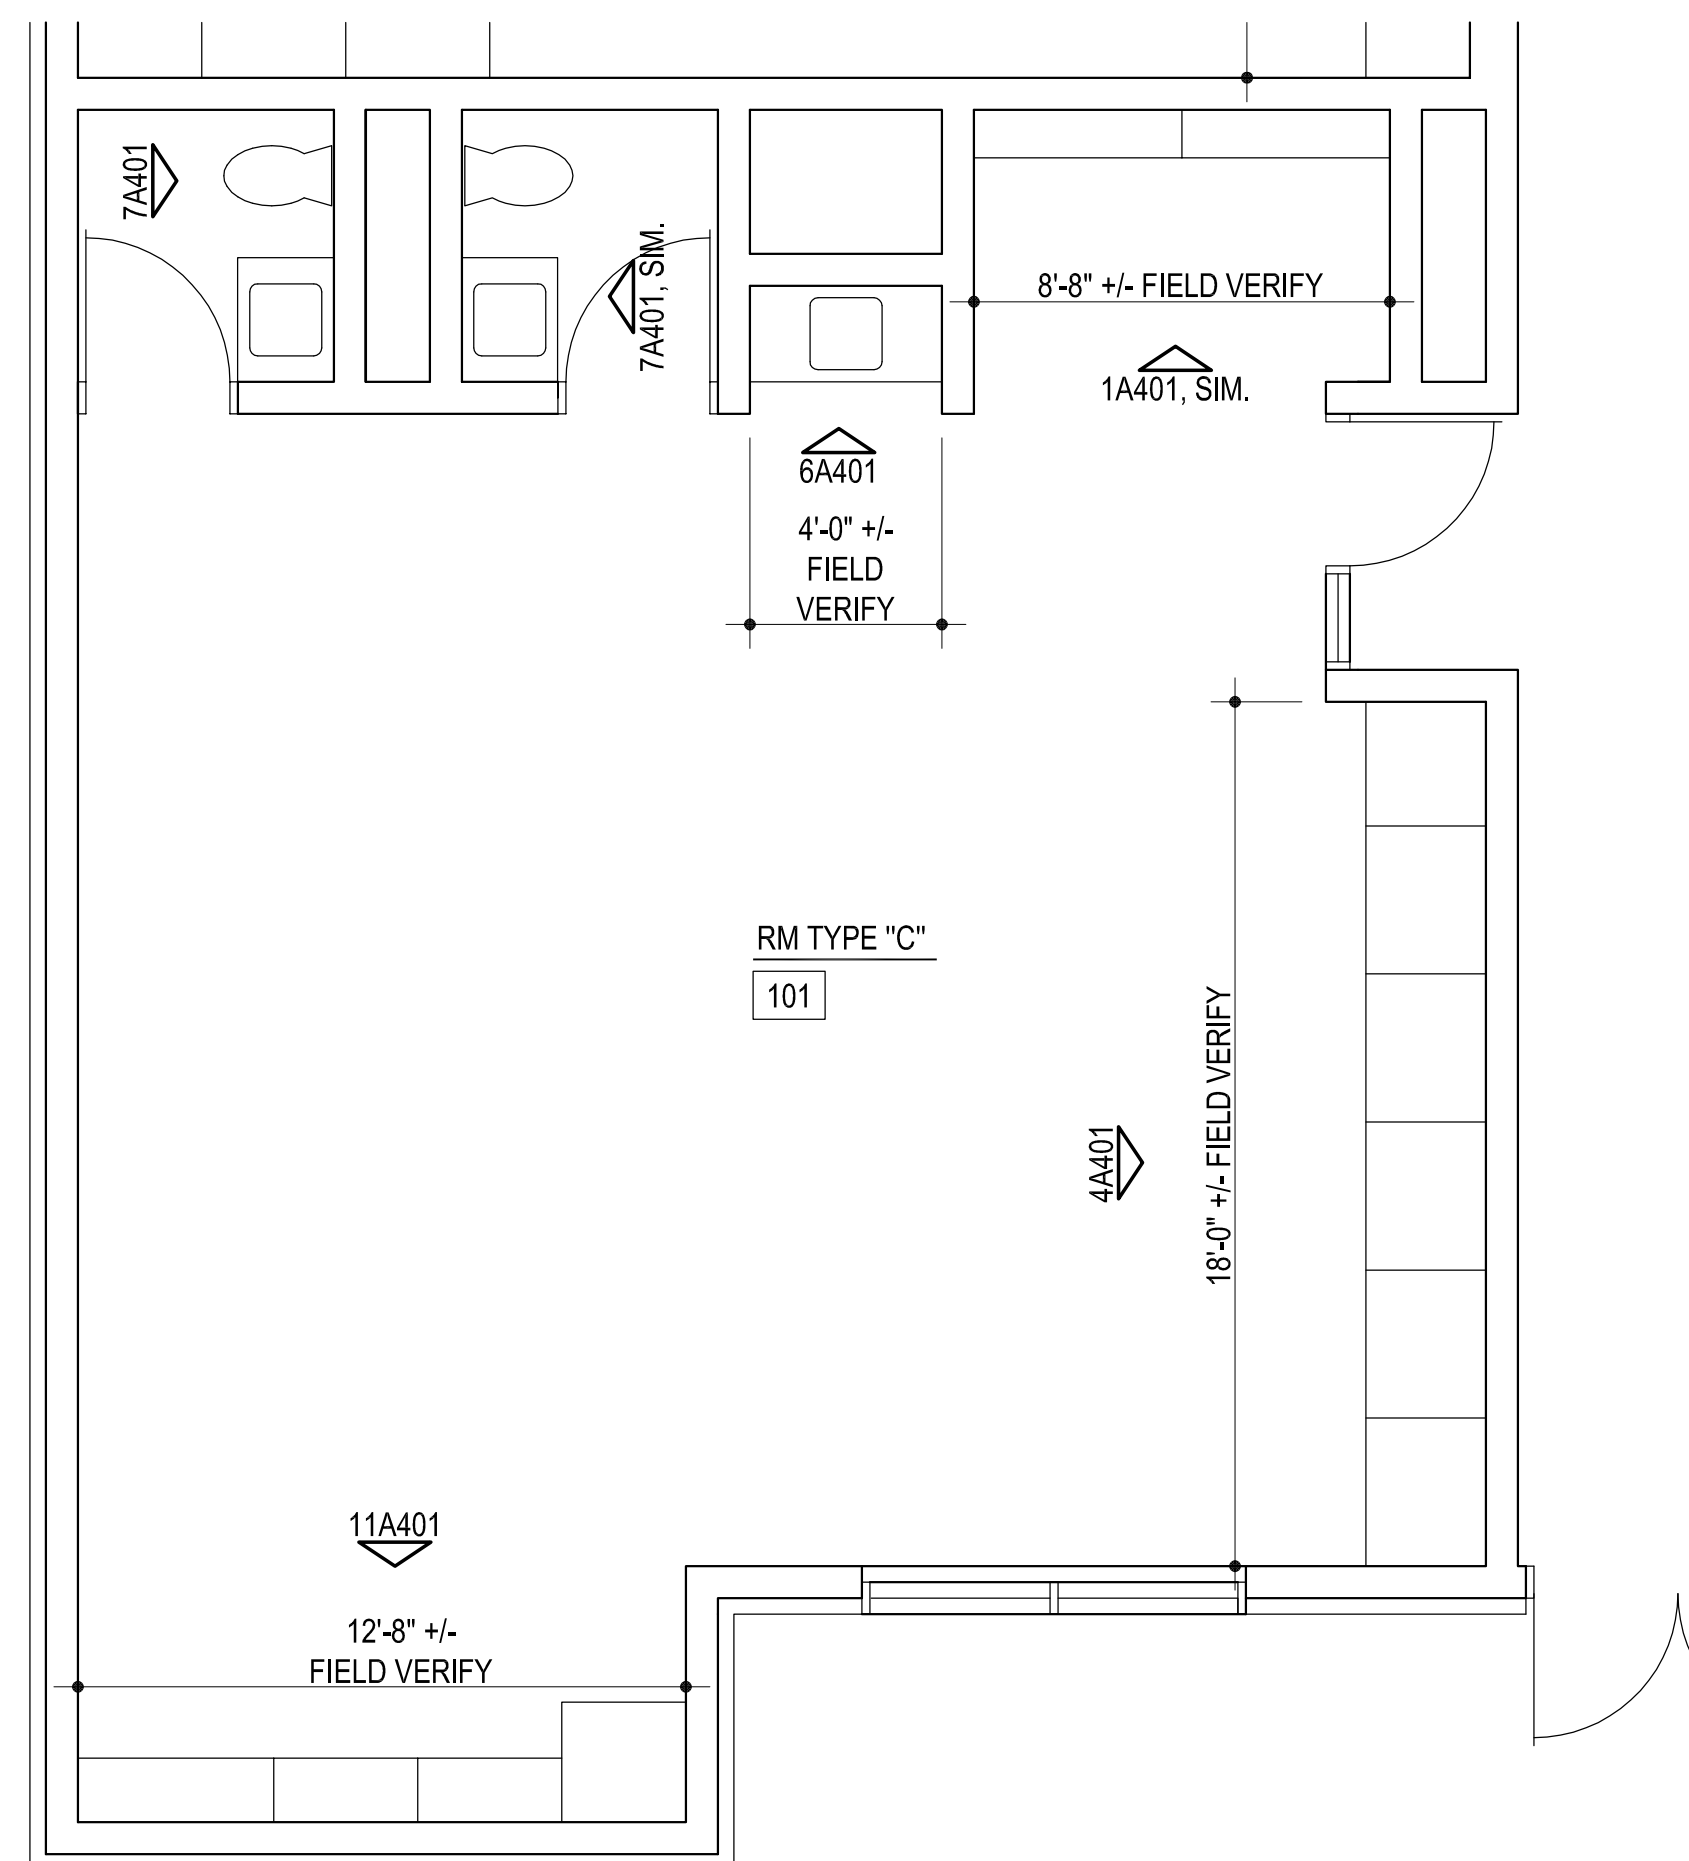 7A401
7A401, SIM.
8'-8" +/- FIELD VERIFY
1A401, SIM.
6A401
4'-0" +/-
FIELD
VERIFY
RM TYPE "C"
101
18'-0" +/- FIELD VERIFY
4A401
11A401
12'-8" +/-
FIELD VERIFY